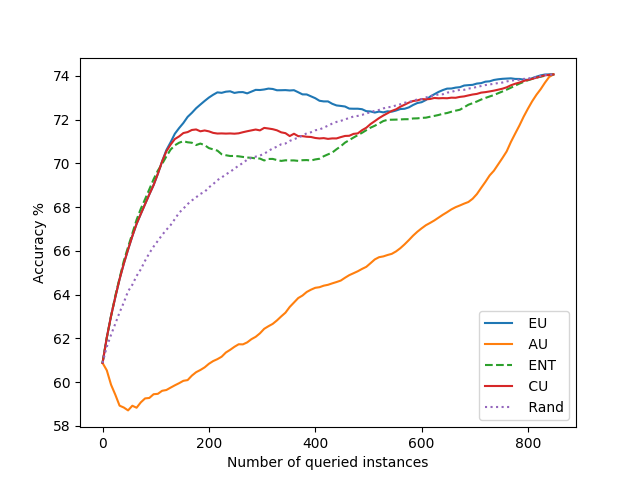 74
72
70
68
66
64
62
60
58
Accuracy %
EU
AU
ENT
CU
Rand
0 200 400 600 800
Number of queried instances